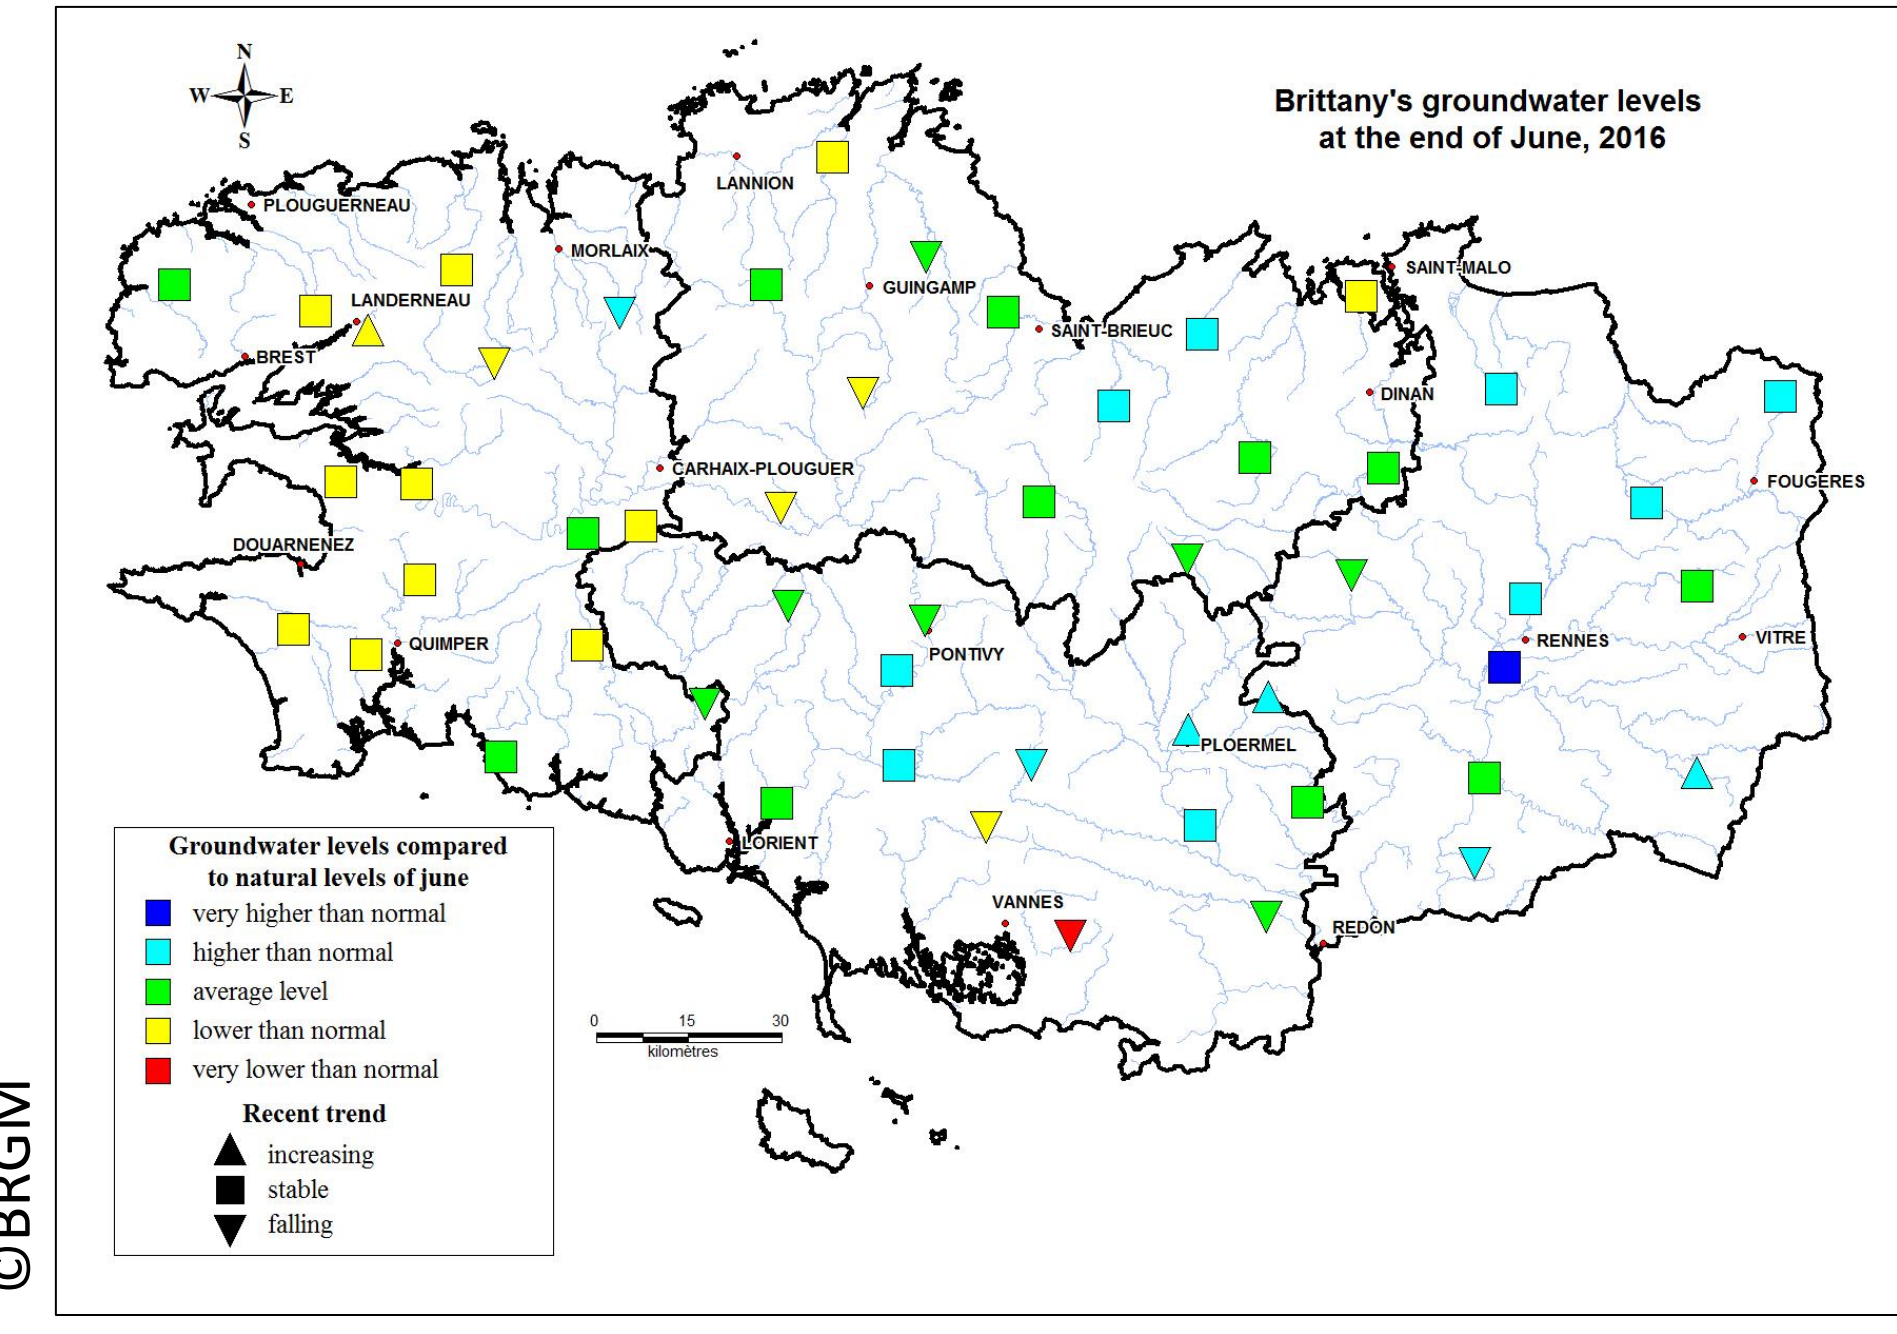 Brittany's groundwater levels
at the end of June, 2016
N
W E
S
LANNION
PLOUGUERNEAU
MORLAIX
SAINT-MALO
GUINGAMP
LANDERNEAU
SAINT-BRIEUC
BREST
DINAN
CARHAIX-PLOUGUER
FOUGERES
DOUARNENEZ
QUIMPER
RENNES
VITRE
PONTIVY
PLOERMEL
LORIENT
VANNES
REDON
Groundwater levels compared
to natural levels of june
very higher than normal
higher than normal
average level
lower than normal
very lower than normal
Recent trend
increasing
stable
falling
0 15 30
kilomètres
©BRGM